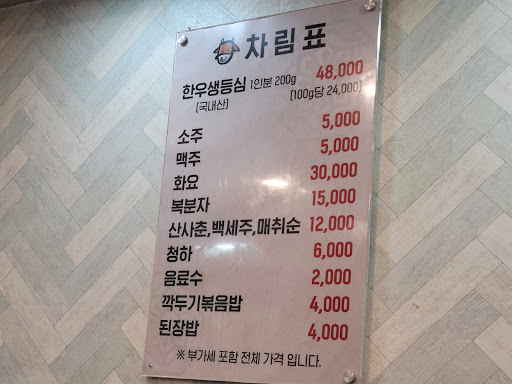 차림표
한우생등심 1인분 200g 48,000
(국내산) (100g당 24,000)
소주 5,000
맥주 5,000
화요 30,000
복분자 15,000
산사춘,백세주,매취순 12,000
청하 6,000
음료수 2,000
깍두기볶음밥 4,000
된장밥 4,000
※ 부가세 포함 전체 가격 입니다.